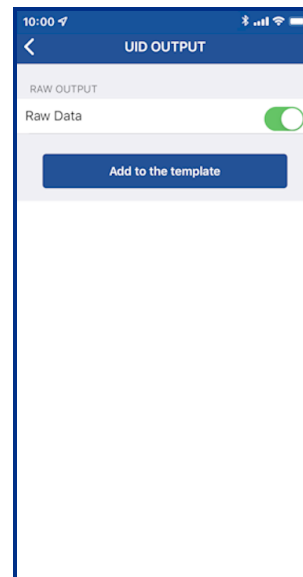 10:00
UID OUTPUT
RAW OUTPUT
Raw Data
Add to the template